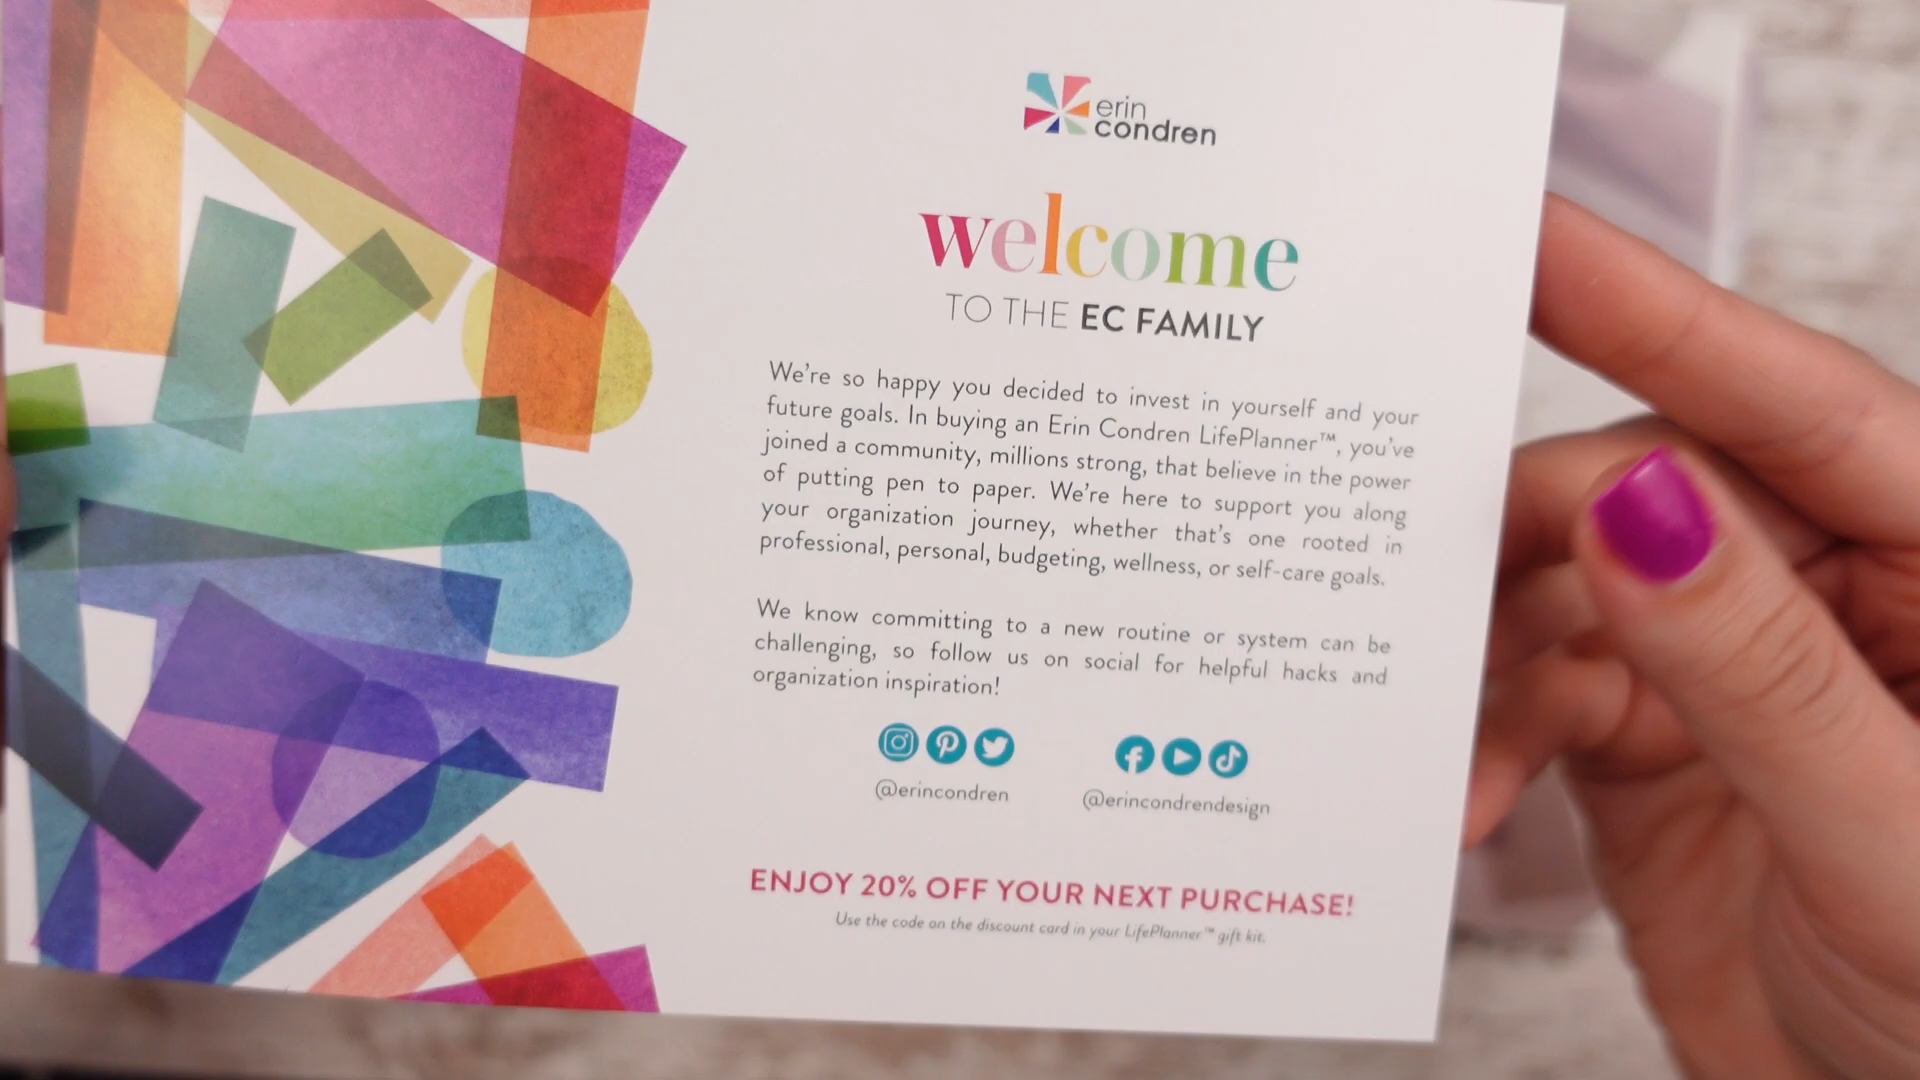 erin
condren
welcome
TO THE EC FAMILY
We're so happy you decided to invest in yourself and your
future goals. In buying an Erin Condren LifePlanner™, you've
joined a community, millions strong, that believe in the power
of putting pen to paper. We're here to support you along
your organization journey, whether that's one rooted in
professional, personal, budgeting, wellness, or self-care goals.
We know committing to a new routine or system can be
challenging, so follow us on social for helpful hacks and
organization inspiration!
@erincondren
@erincondrendesign
ENJOY 20% OFF YOUR NEXT PURCHASE!
Use the code on the discount card in your LifePlanner™ gift kit.